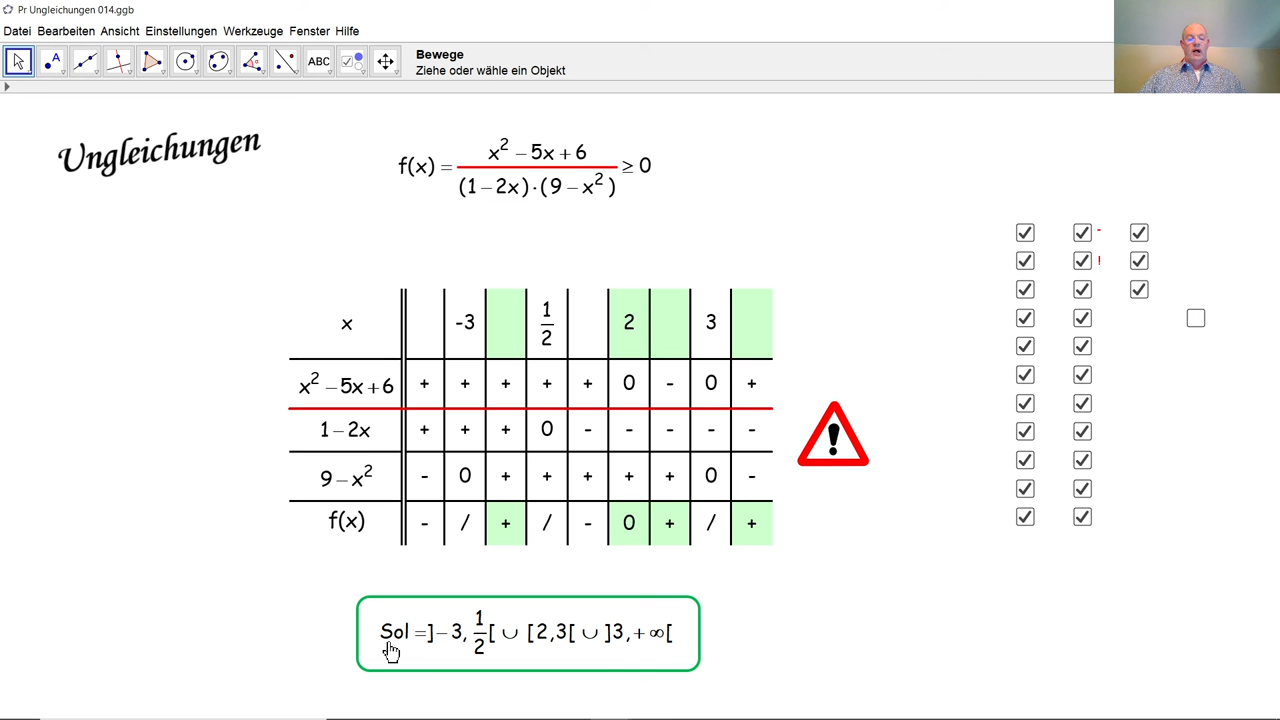 Pr Ungleichungen 014.ggb
Datei Bearbeiten Ansicht Einstellungen Werkzeuge Fenster Hilfe
A ABC Bewege
Ziehe oder wähle ein Objekt
Ungleichungen
f(x) = (x² − 5x + 6) / ((1 − 2x)·(9 − x²)) ≥ 0
x -3 1/2 2 3
x² − 5x + 6 + + + + + 0 - 0 +
1 − 2x + + + 0 - - - - -
9 − x² - 0 + + + + + 0 -
f(x) - / + / - 0 + / +
!
-
!
Sol =]−3, 1/2[ ∪ [2,3[ ∪ ]3,+∞[